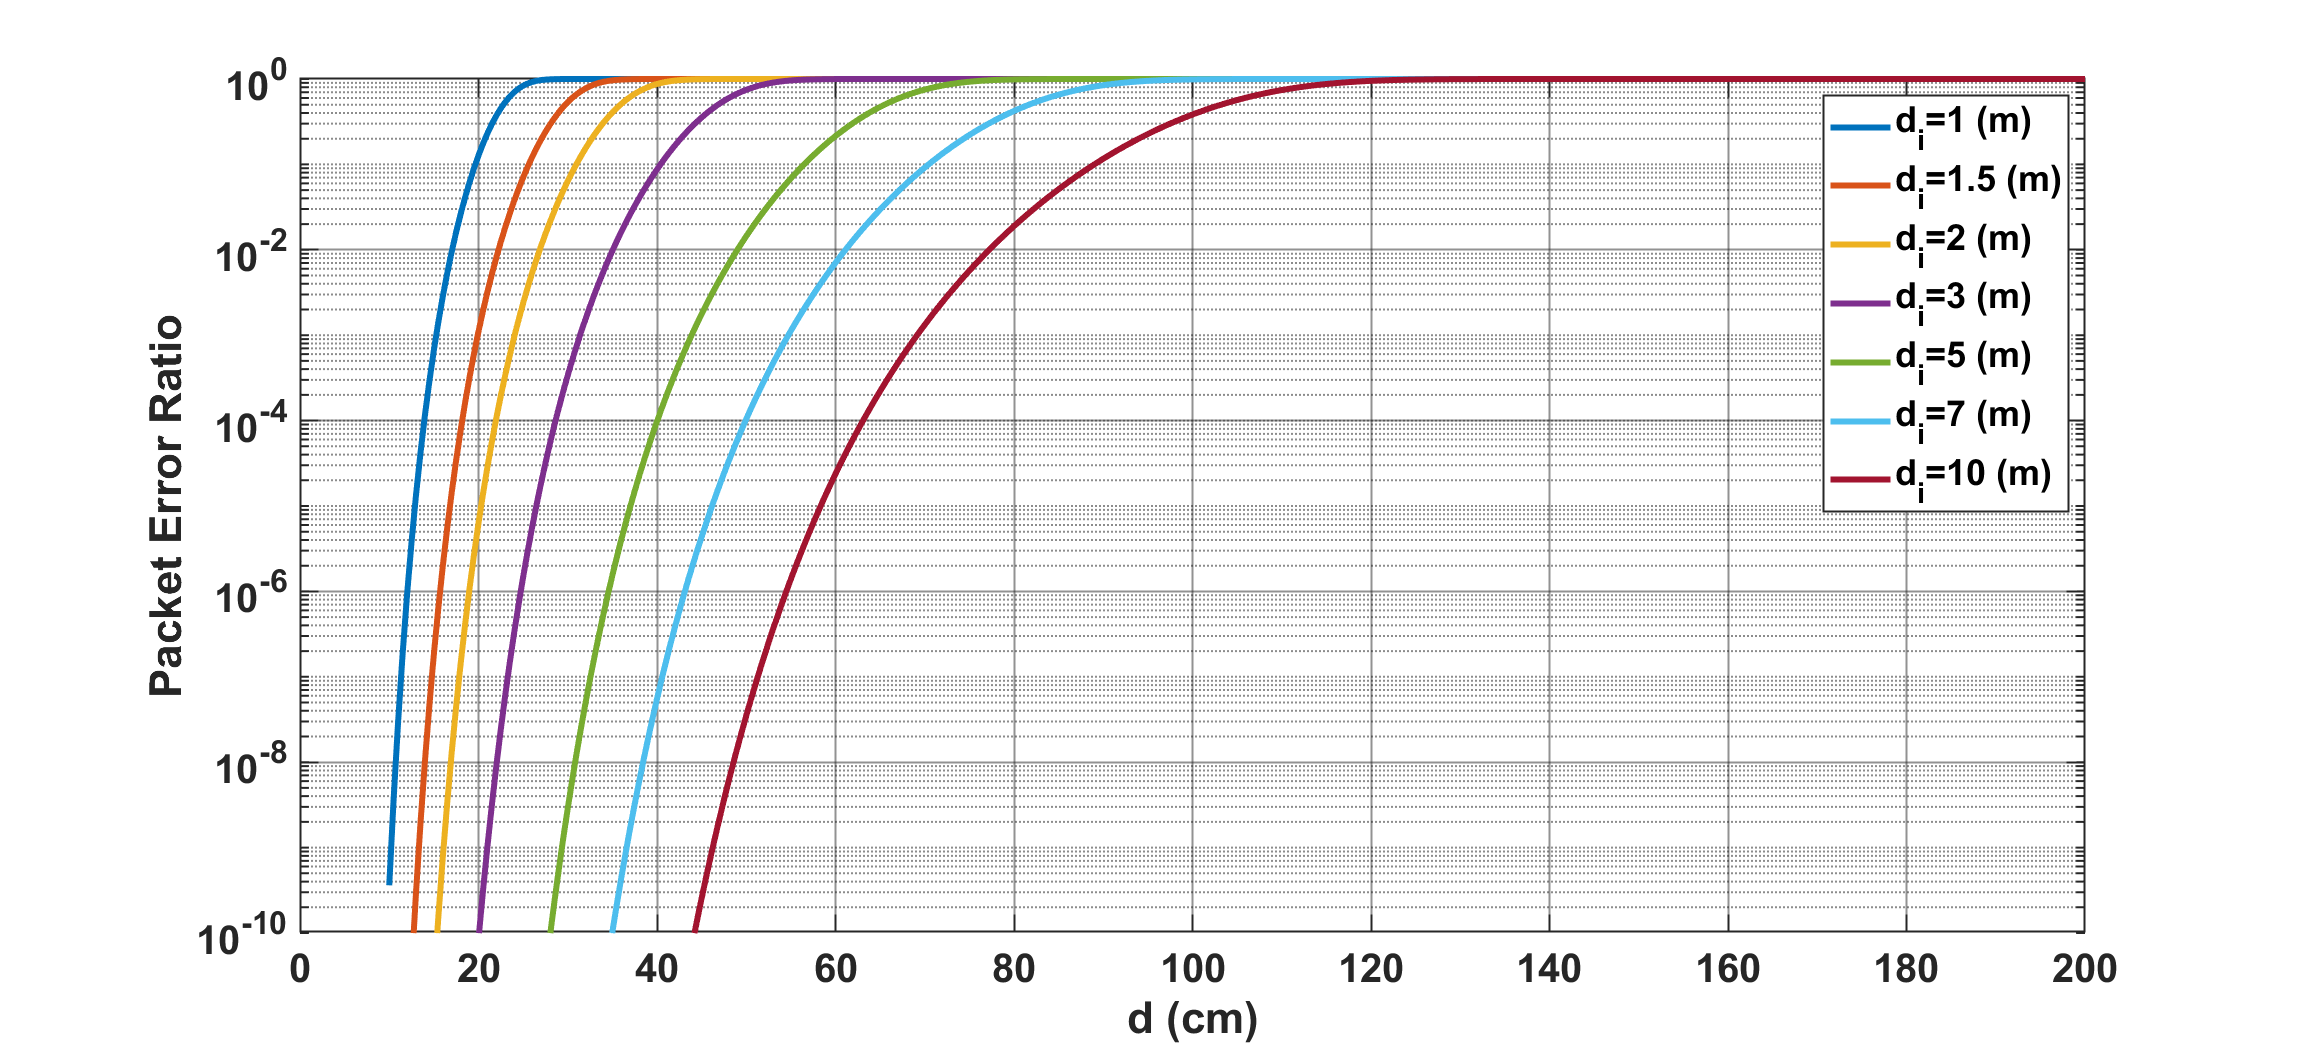 Packet Error Ratio
10^0
10^-2
10^-4
10^-6
10^-8
10^-10
0 20 40 60 80 100 120 140 160 180 200
d (cm)
d_i=1 (m)
d_i=1.5 (m)
d_i=2 (m)
d_i=3 (m)
d_i=5 (m)
d_i=7 (m)
d_i=10 (m)